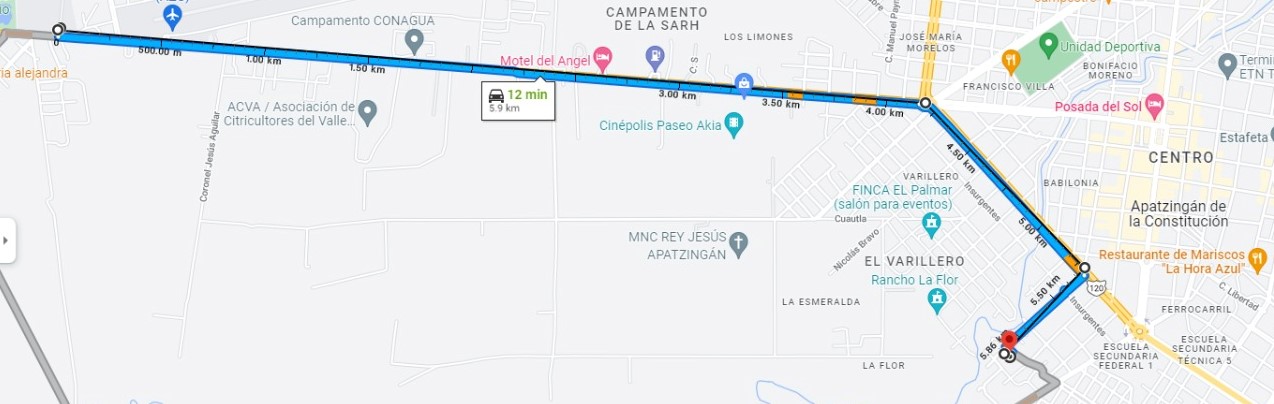 Campamento CONAGUA
CAMPAMENTO
DE LA SARH
LOS LIMONES
C. Manuel Payn
JOSÉ MARÍA
MORELOS
Unidad Deportiva
BONIFACIO
MORENO
FRANCISCO VILLA
Termi
ETN T
0
500.00 m
1.00 km
1.50 km
Motel del Angel
C. S
12 min
5.9 km
3.00 km
3.50 km
4.00 km
Posada del Sol
ria alejandra
ACVA / Asociación de
Citricultores del Valle...
Coronel Jesús Aguilar
Cinépolis Paseo Akia
Estafeta
CENTRO
4.50 km
VARILLERO
BABILONIA
FINCA EL Palmar
(salón para eventos)
Insurgentes
Apatzingán de
la Constitución
Cuautla
Nicolás Bravo
5.00 km
MNC REY JESÚS
APATZINGÁN
EL VARILLERO
Rancho La Flor
Restaurante de Mariscos
"La Hora Azul"
120
5.50 km
Insurgentes
LA ESMERALDA
C. Libertad
FERROCARRIL
5.86 k
LA FLOR
ESCUELA
SECUNDARIA
FEDERAL 1
ESCUELA
SECUNDARIA
TÉCNICA 5